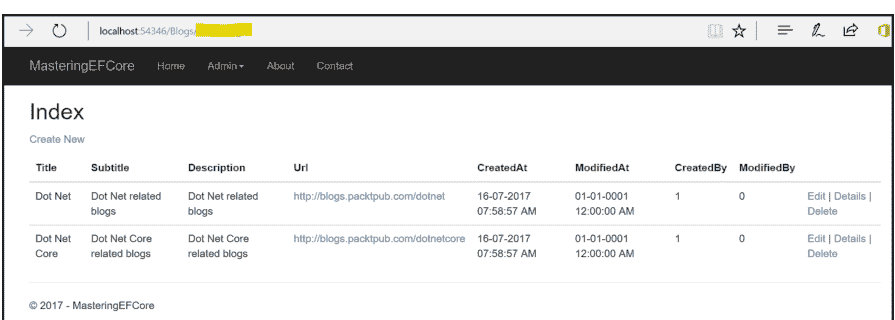 localhost:54346/Blogs/
MasteringEFCore Home Admin About Contact
Index
Create New
Title Subtitle Description Url CreatedAt ModifiedAt CreatedBy ModifiedBy
Dot Net Dot Net related Dot Net related http://blogs.packtpub.com/dotnet 16-07-2017 01-01-0001 1 0 Edit | Details |
blogs blogs 07:58:57 AM 12:00:00 AM Delete
Dot Net Dot Net Core Dot Net Core http://blogs.packtpub.com/dotnetcore 16-07-2017 01-01-0001 1 0 Edit | Details |
Core related blogs related blogs 07:58:57 AM 12:00:00 AM Delete
© 2017 - MasteringEFCore